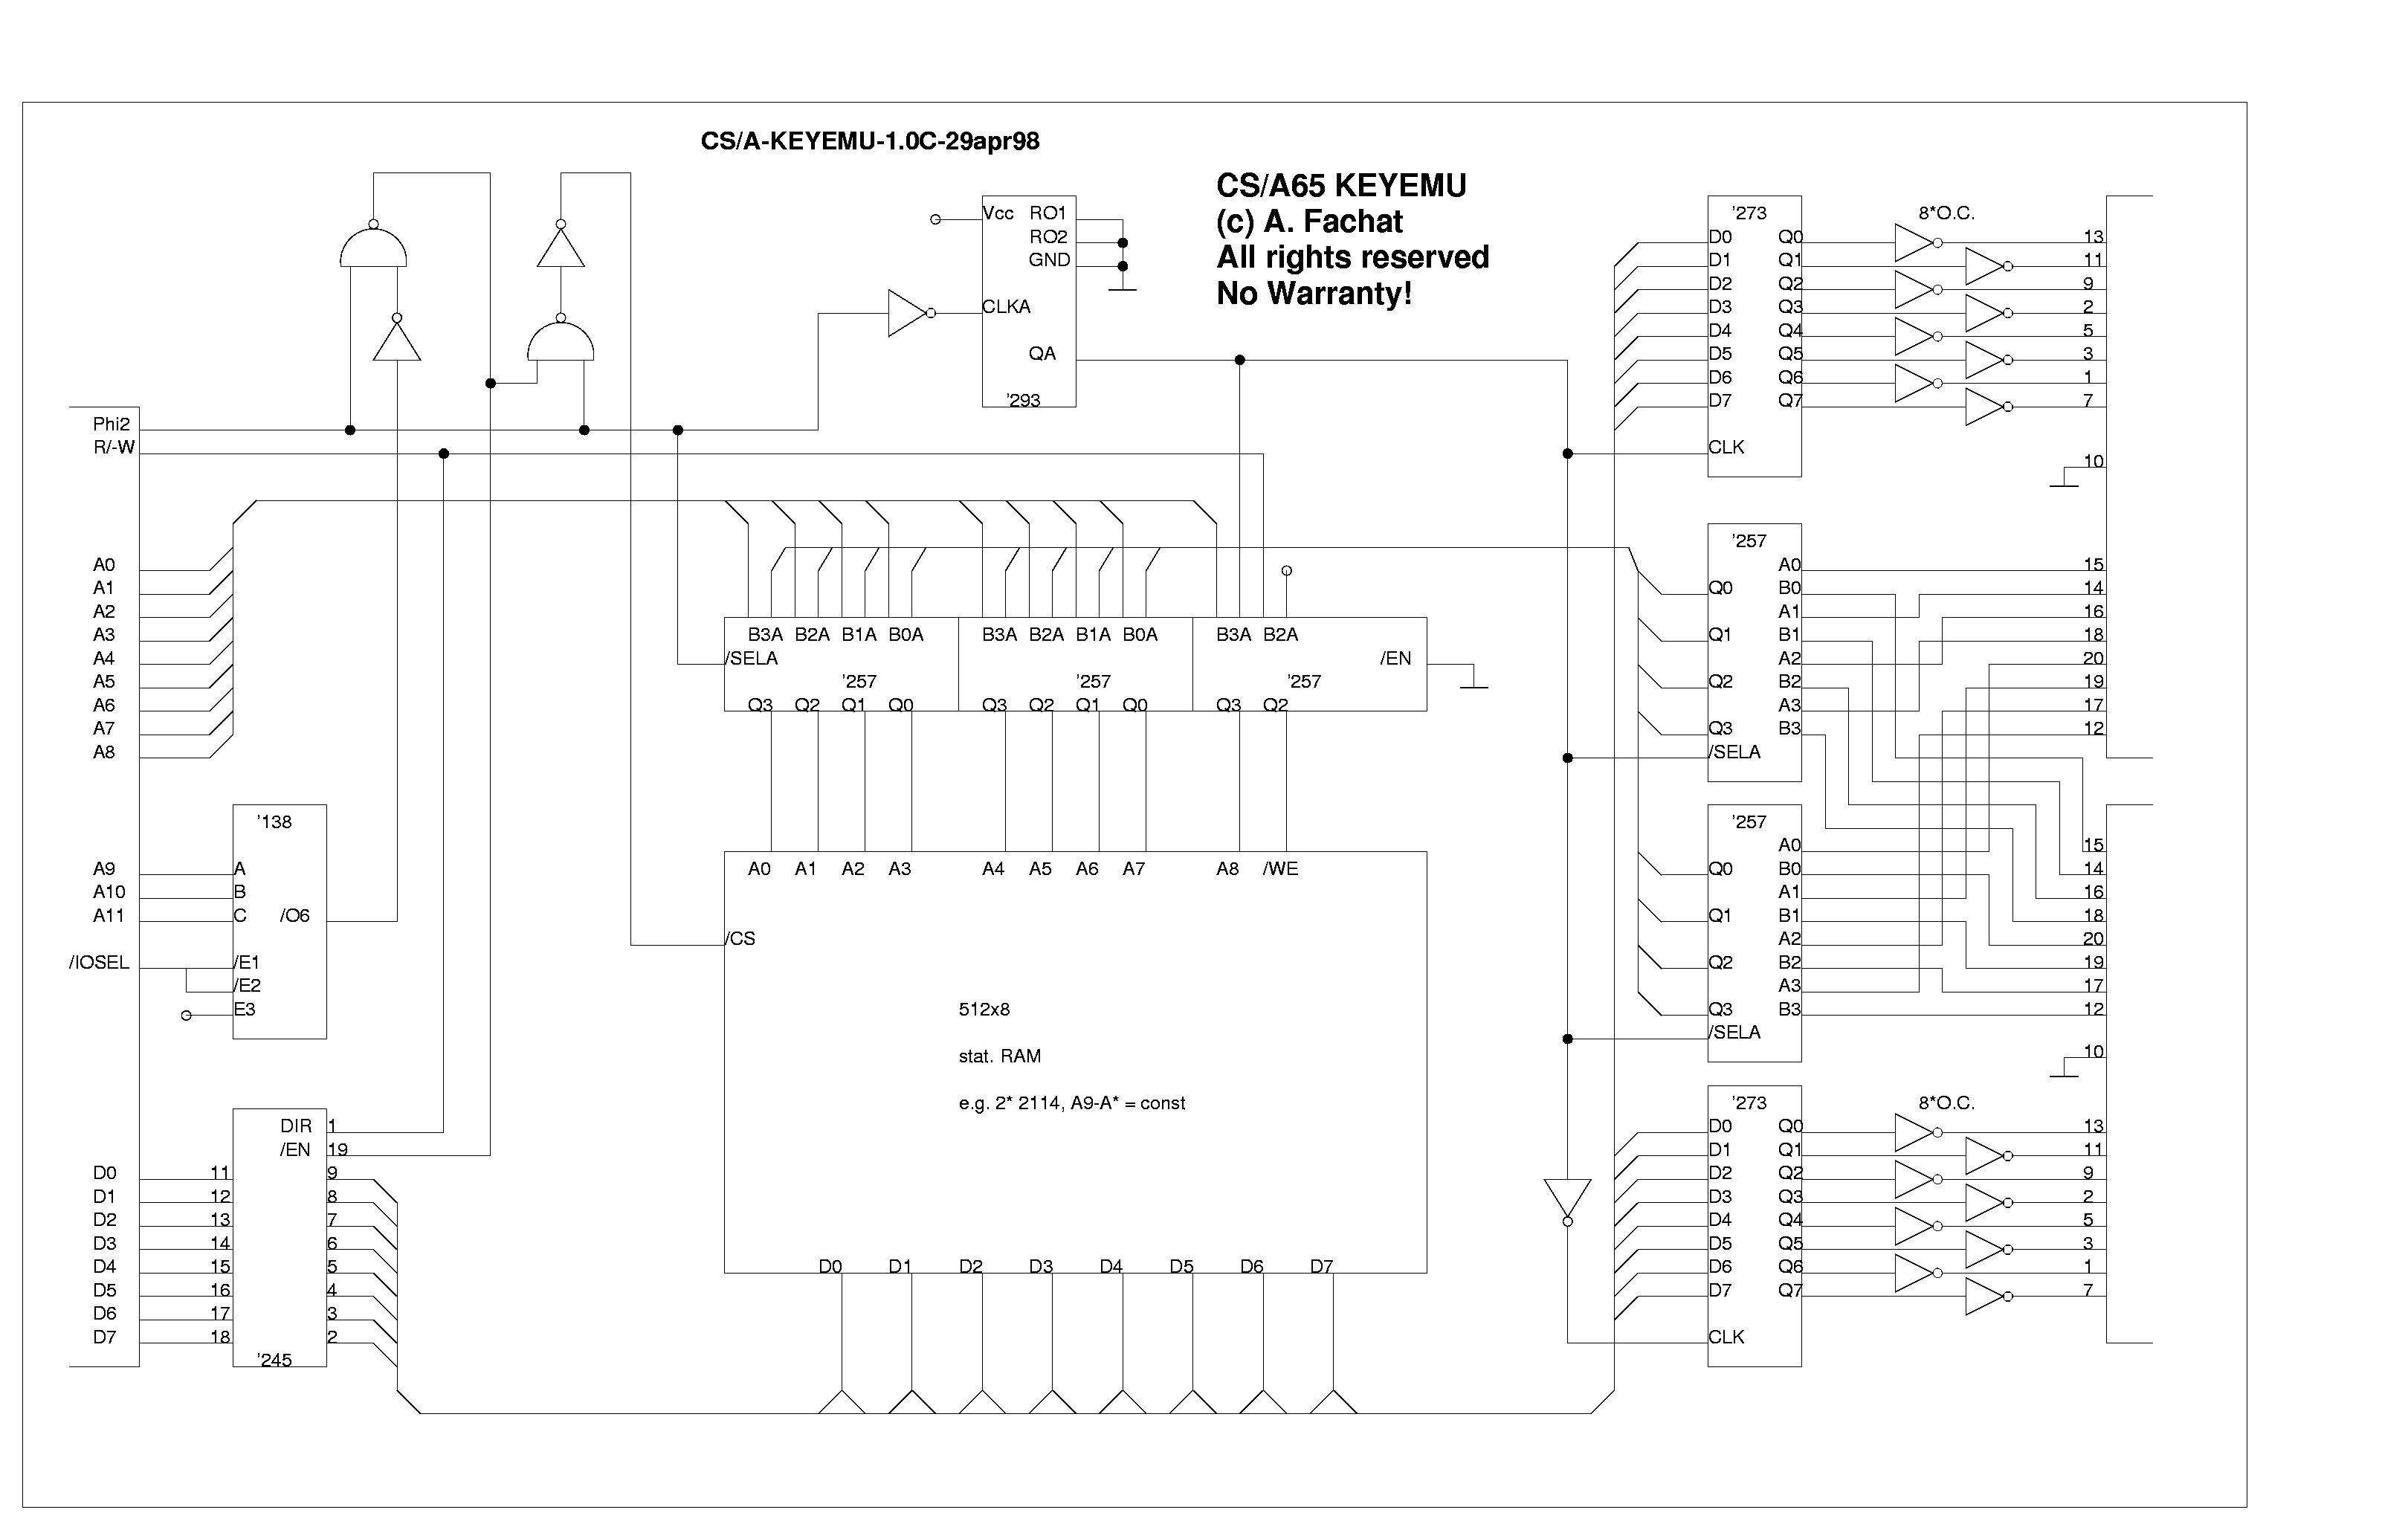 CS/A-KEYEMU-1.0C-29apr98
CS/A65 KEYEMU
(c) A. Fachat
All rights reserved
No Warranty!
Vcc RO1
RO2
GND
CLKA
QA
'293
Phi2
R/-W
A0
A1
A2
A3
A4
A5
A6
A7
A8
'138
A9 A
A10 B
A11 C /O6
/IOSEL /E1
/E2
E3
DIR 1
/EN 19
D0 11 9
D1 12 8
D2 13 7
D3 14 6
D4 15 5
D5 16 4
D6 17 3
D7 18 2
'245
B3A B2A B1A B0A B3A B2A B1A B0A B3A B2A
/SELA /EN
'257 '257 '257
Q3 Q2 Q1 Q0 Q3 Q2 Q1 Q0 Q3 Q2
A0 A1 A2 A3 A4 A5 A6 A7 A8 /WE
/CS
512x8
stat. RAM
e.g. 2* 2114, A9-A* = const
D0 D1 D2 D3 D4 D5 D6 D7
'273 8*O.C.
D0 Q0 13
D1 Q1 11
D2 Q2 9
D3 Q3 2
D4 Q4 5
D5 Q5 3
D6 Q6 1
D7 Q7 7
CLK
10
'257
A0 15
Q0 B0 14
A1 16
Q1 B1 18
A2 20
Q2 B2 19
A3 17
Q3 B3 12
/SELA
'257
A0 15
Q0 B0 14
A1 16
Q1 B1 18
A2 20
Q2 B2 19
A3 17
Q3 B3 12
/SELA
10
'273 8*O.C.
D0 Q0 13
D1 Q1 11
D2 Q2 9
D3 Q3 2
D4 Q4 5
D5 Q5 3
D6 Q6 1
D7 Q7 7
CLK